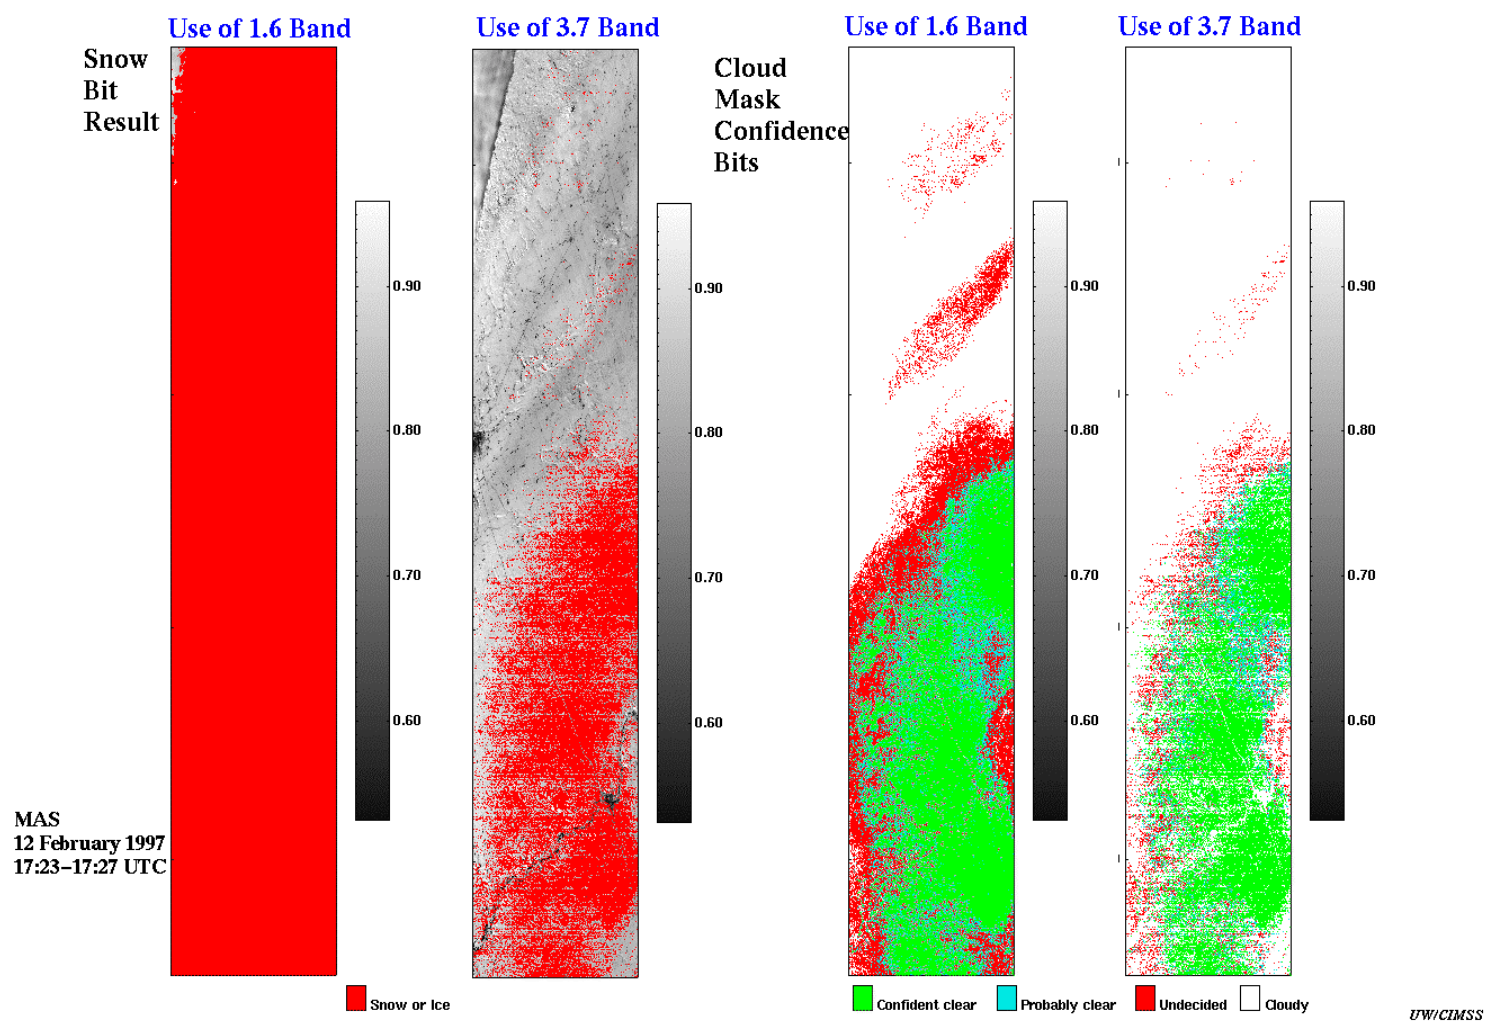 Use of 1.6 Band
Use of 3.7 Band
Use of 1.6 Band
Use of 3.7 Band
Snow
Bit
Result
Cloud
Mask
Confidence
Bits
0.90
0.80
0.70
0.60
0.90
0.80
0.70
0.60
0.90
0.80
0.70
0.60
0.90
0.80
0.70
0.60
MAS
12 February 1997
17:23–17:27 UTC
Snow or Ice
Confident clear
Probably clear
Undecided
Cloudy
UW/CIMSS